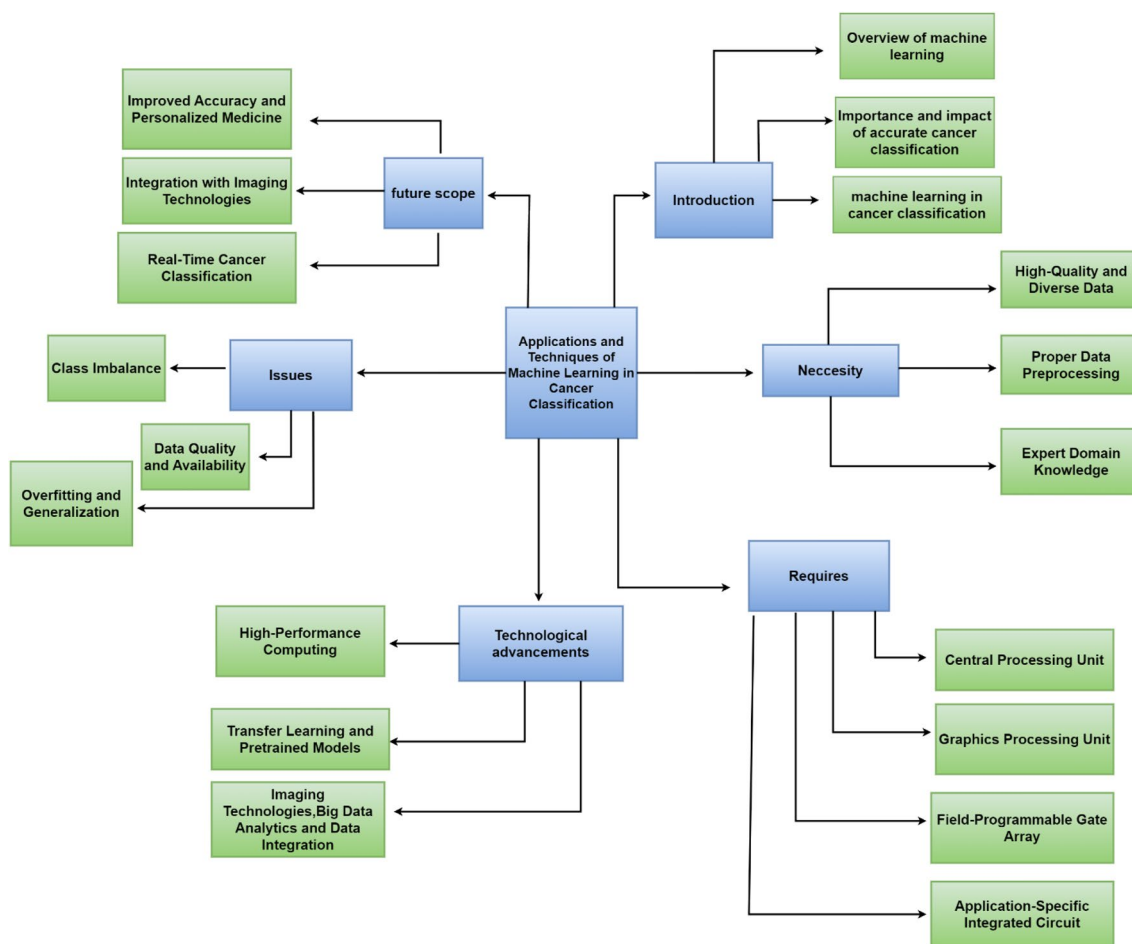 Overview of machine
learning
Improved Accuracy and
Personalized Medicine
Importance and impact
of accurate cancer
classification
Integration with Imaging
Technologies
future scope
Introduction
machine learning in
cancer classification
Real-Time Cancer
Classification
High-Quality and
Diverse Data
Applications and
Techniques of
Machine Learning in
Cancer
Classification
Class Imbalance
Issues
Neccesity
Proper Data
Preprocessing
Data Quality
and Availability
Expert Domain
Knowledge
Overfitting and
Generalization
Requires
High-Performance
Computing
Technological
advancements
Central Processing Unit
Transfer Learning and
Pretrained Models
Graphics Processing Unit
Imaging
Technologies,Big Data
Analytics and Data
Integration
Field-Programmable Gate
Array
Application-Specific
Integrated Circuit